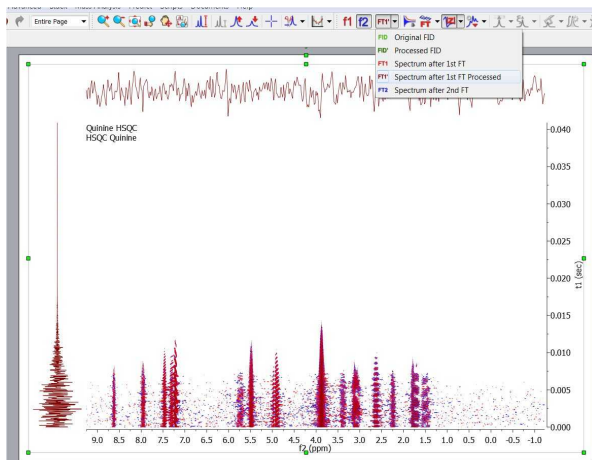 Entire Page
f1 f2 FT1'
FID Original FID
FID' Processed FID
FT1 Spectrum after 1st FT
FT1' Spectrum after 1st FT Processed
FT2 Spectrum after 2nd FT
Quinine HSQC
HSQC Quinine
0.040
0.035
0.030
0.025
0.020
0.015
0.010
0.005
0.000
t1 (sec)
9.0 8.5 8.0 7.5 7.0 6.5 6.0 5.5 5.0 4.5 4.0 3.5 3.0 2.5 2.0 1.5 1.0 0.5 0.0 -0.5 -1.0
f2 (ppm)